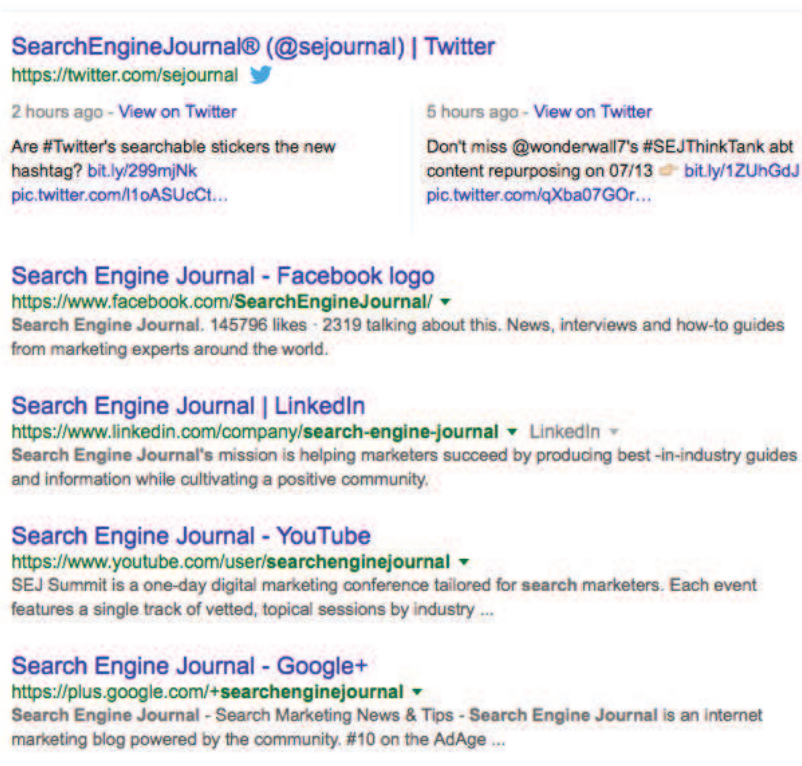 SearchEngineJournal® (@sejournal) | Twitter
https://twitter.com/sejournal
2 hours ago - View on Twitter
Are #Twitter's searchable stickers the new
hashtag? bit.ly/299mjNk
pic.twitter.com/I1oASUcCt...
5 hours ago - View on Twitter
Don't miss @wonderwall7's #SEJThinkTank abt
content repurposing on 07/13 👉 bit.ly/1ZUhGdJ
pic.twitter.com/qXba07GOr...
Search Engine Journal - Facebook logo
https://www.facebook.com/SearchEngineJournal/
Search Engine Journal. 145796 likes · 2319 talking about this. News, interviews and how-to guides
from marketing experts around the world.
Search Engine Journal | LinkedIn
https://www.linkedin.com/company/search-engine-journal LinkedIn
Search Engine Journal's mission is helping marketers succeed by producing best -in-industry guides
and information while cultivating a positive community.
Search Engine Journal - YouTube
https://www.youtube.com/user/searchenginejournal
SEJ Summit is a one-day digital marketing conference tailored for search marketers. Each event
features a single track of vetted, topical sessions by industry ...
Search Engine Journal - Google+
https://plus.google.com/+searchenginejournal
Search Engine Journal - Search Marketing News & Tips - Search Engine Journal is an internet
marketing blog powered by the community. #10 on the AdAge ...